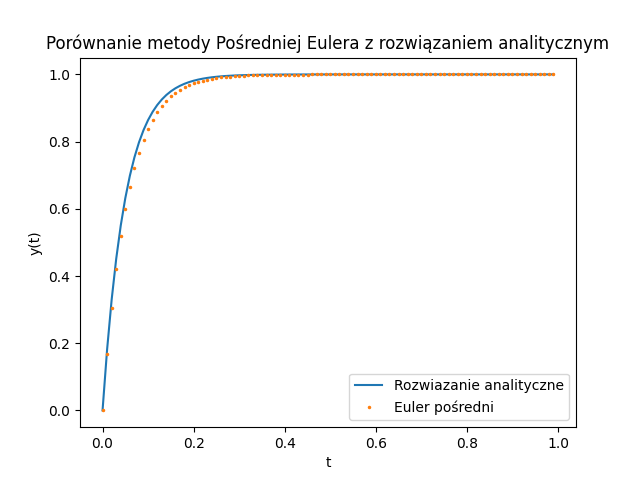 Porównanie metody Pośredniej Eulera z rozwiązaniem analitycznym
1.0
0.8
0.6
0.4
0.2
0.0
y(t)
Rozwiazanie analityczne
Euler pośredni
0.0 0.2 0.4 0.6 0.8 1.0
t